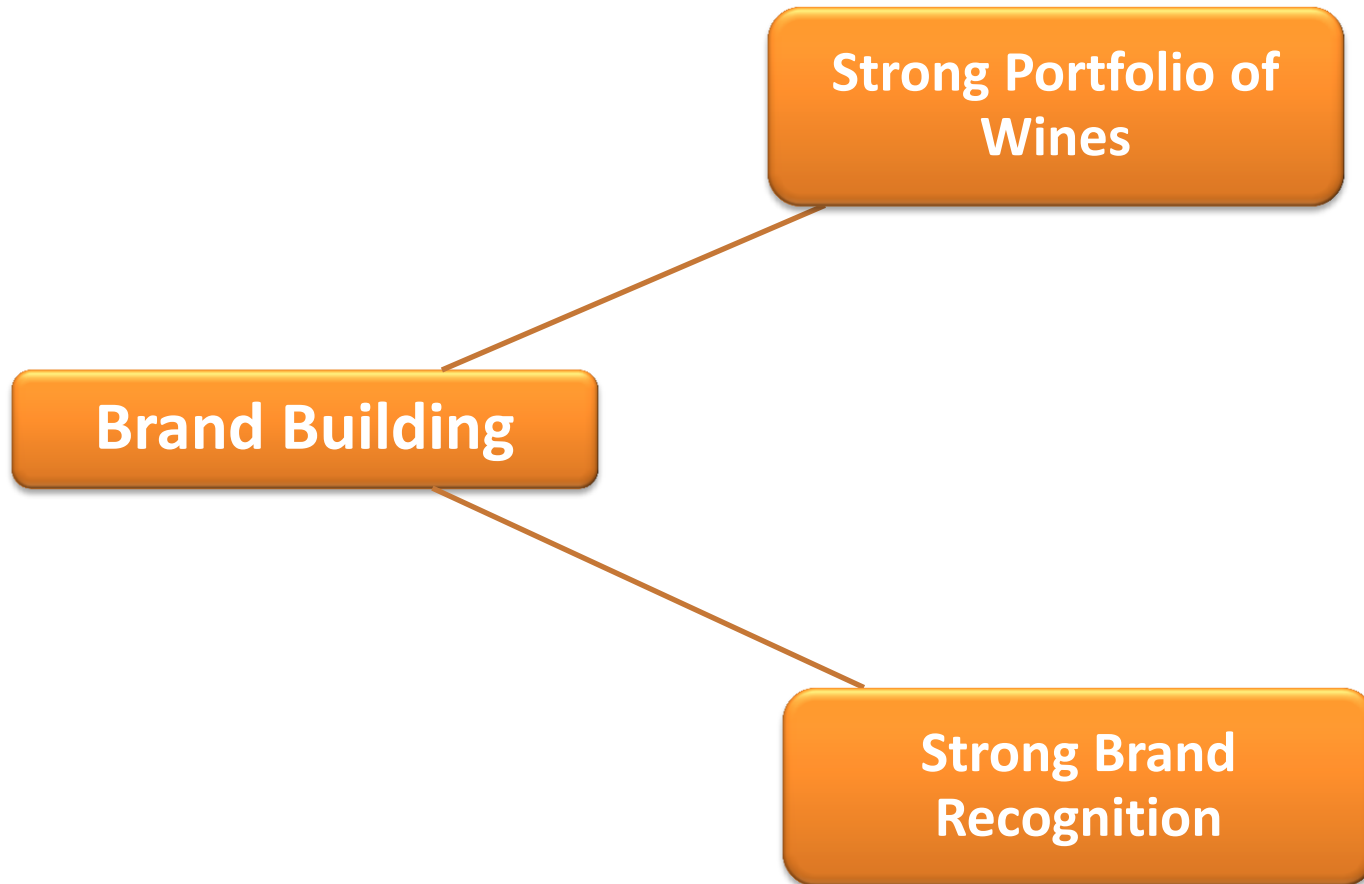 Strong Portfolio of
Wines
Brand Building
Strong Brand
Recognition